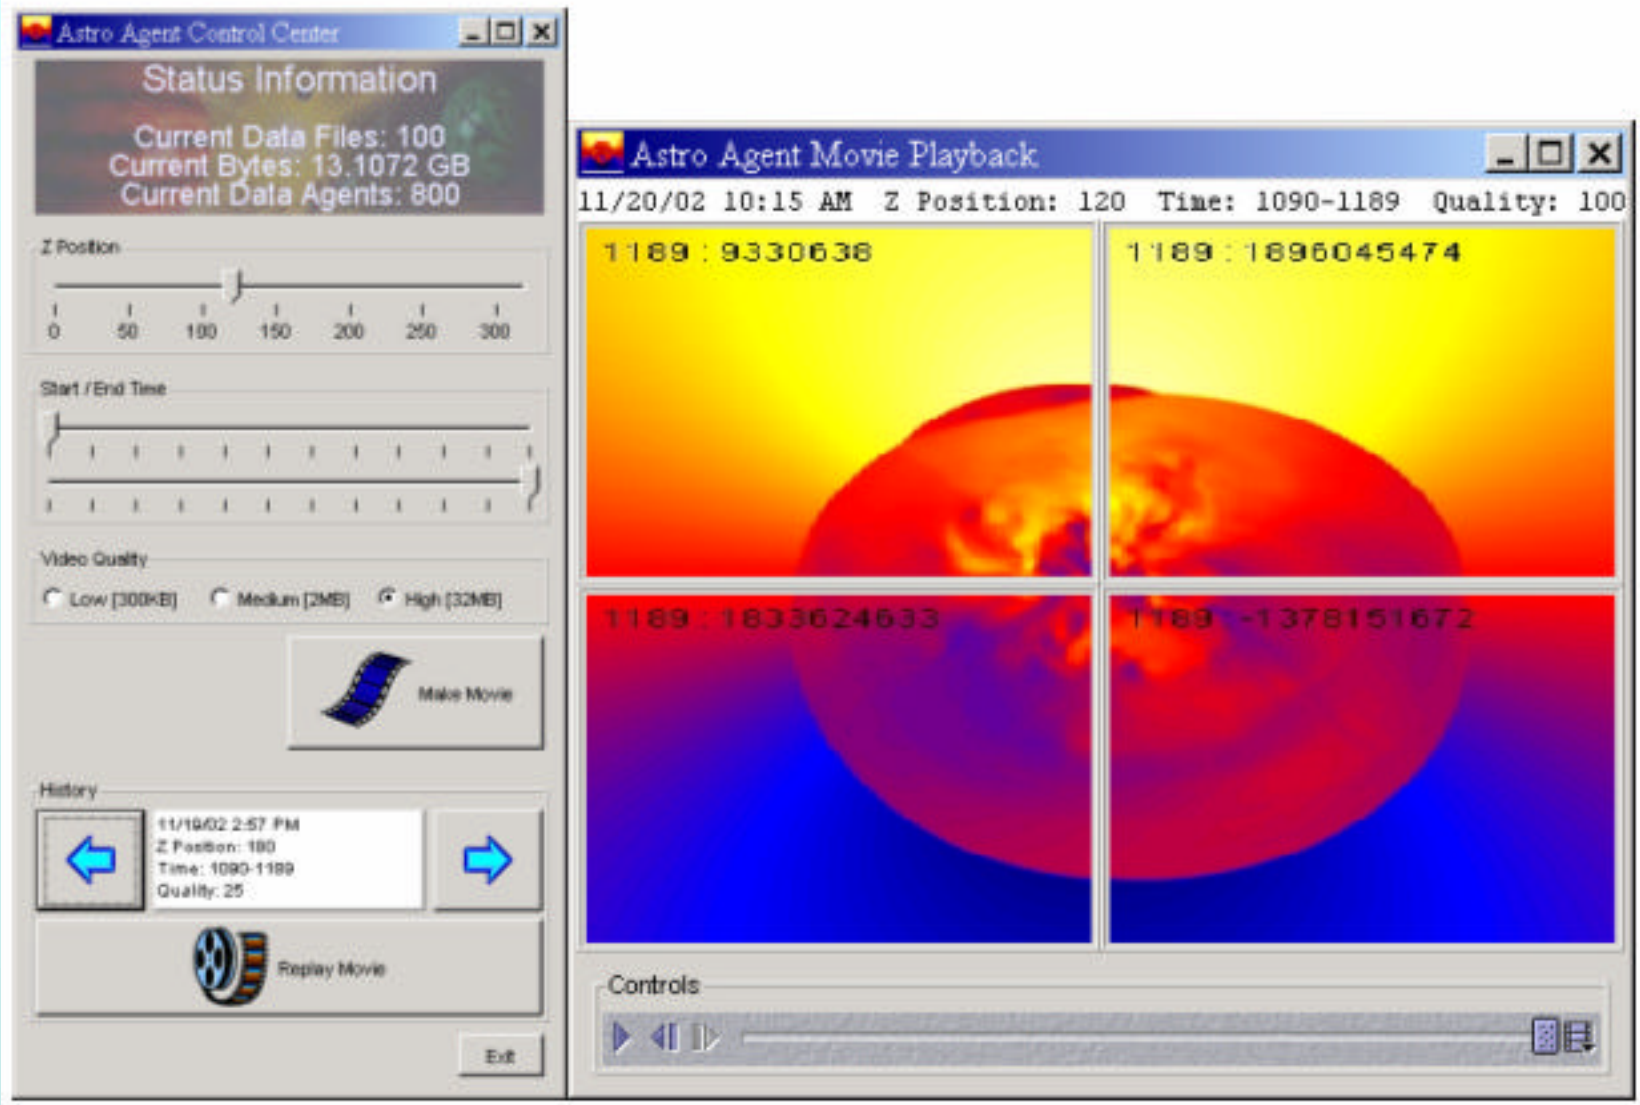 Astro Agent Control Center
Status Information
Current Data Files: 100
Current Bytes: 13.1072 GB
Current Data Agents: 800
Z Position
0 50 100 150 200 250 300
Start / End Time
Video Quality
Low [300KB] Medium [2MB] High [32MB]
Make Movie
History
11/19/02 2:57 PM
Z Position: 180
Time: 1090-1189
Quality: 25
Replay Movie
Exit
Astro Agent Movie Playback
11/20/02 10:15 AM Z Position: 120 Time: 1090-1189 Quality: 100
1189:9330638
1189:1896045474
1189:1833624633
1189:-1378151672
Controls